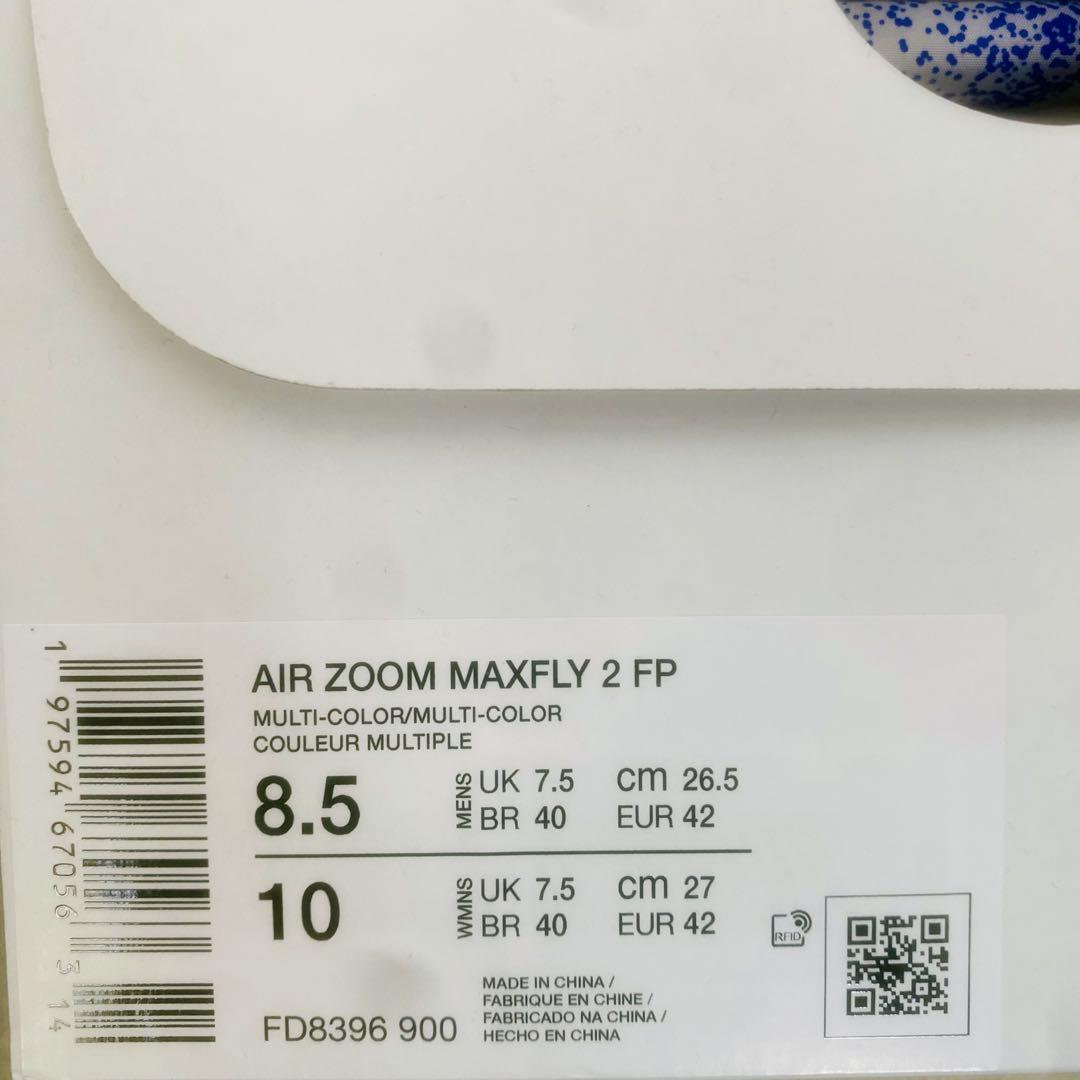 AIR ZOOM MAXFLY 2 FP
MULTI-COLOR/MULTI-COLOR
COULEUR MULTIPLE
8.5 MENS UK 7.5 cm 26.5
BR 40 EUR 42
10 WMNS UK 7.5 cm 27
BR 40 EUR 42
RFID
MADE IN CHINA /
FABRIQUE EN CHINE /
FABRICADO NA CHINA /
HECHO EN CHINA
FD8396 900
1 97594 67056 3 14